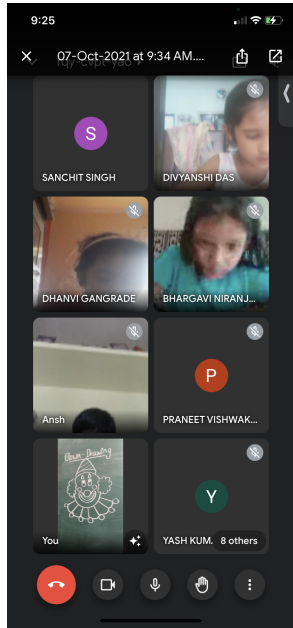 9:25
07-Oct-2021 at 9:34 AM....
S
SANCHIT SINGH
DIVYANSHI DAS
DHANVI GANGRADE
BHARGAVI NIRANJ...
Ansh
P
PRANEET VISHWAK...
Clown Drawing
You
Y
YASH KUM.
8 others